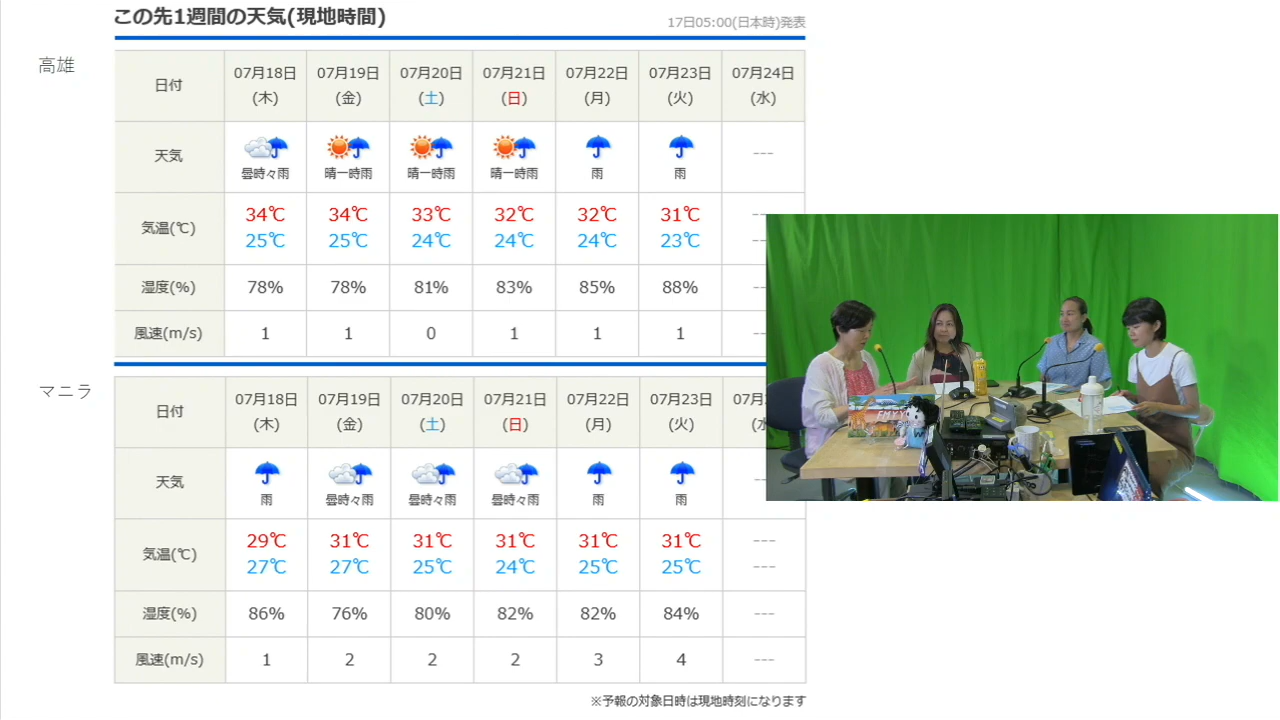 この先1週間の天気(現地時間)
17日05:00(日本時)発表
高雄
日付 07月18日(木) 07月19日(金) 07月20日(土) 07月21日(日) 07月22日(月) 07月23日(火) 07月24日(水)
天気 曇時々雨 晴一時雨 晴一時雨 晴一時雨 雨 雨 ---
気温(℃) 34℃ 34℃ 33℃ 32℃ 32℃ 31℃
25℃ 25℃ 24℃ 24℃ 24℃ 23℃
湿度(%) 78% 78% 81% 83% 85% 88%
風速(m/s) 1 1 0 1 1 1
マニラ
日付 07月18日(木) 07月19日(金) 07月20日(土) 07月21日(日) 07月22日(月) 07月23日(火) 07月
天気 雨 曇時々雨 曇時々雨 曇時々雨 雨 雨
気温(℃) 29℃ 31℃ 31℃ 31℃ 31℃ 31℃ ---
27℃ 27℃ 25℃ 24℃ 25℃ 25℃ ---
湿度(%) 86% 76% 80% 82% 82% 84% ---
風速(m/s) 1 2 2 2 3 4 ---
※予報の対象日時は現地時刻になります